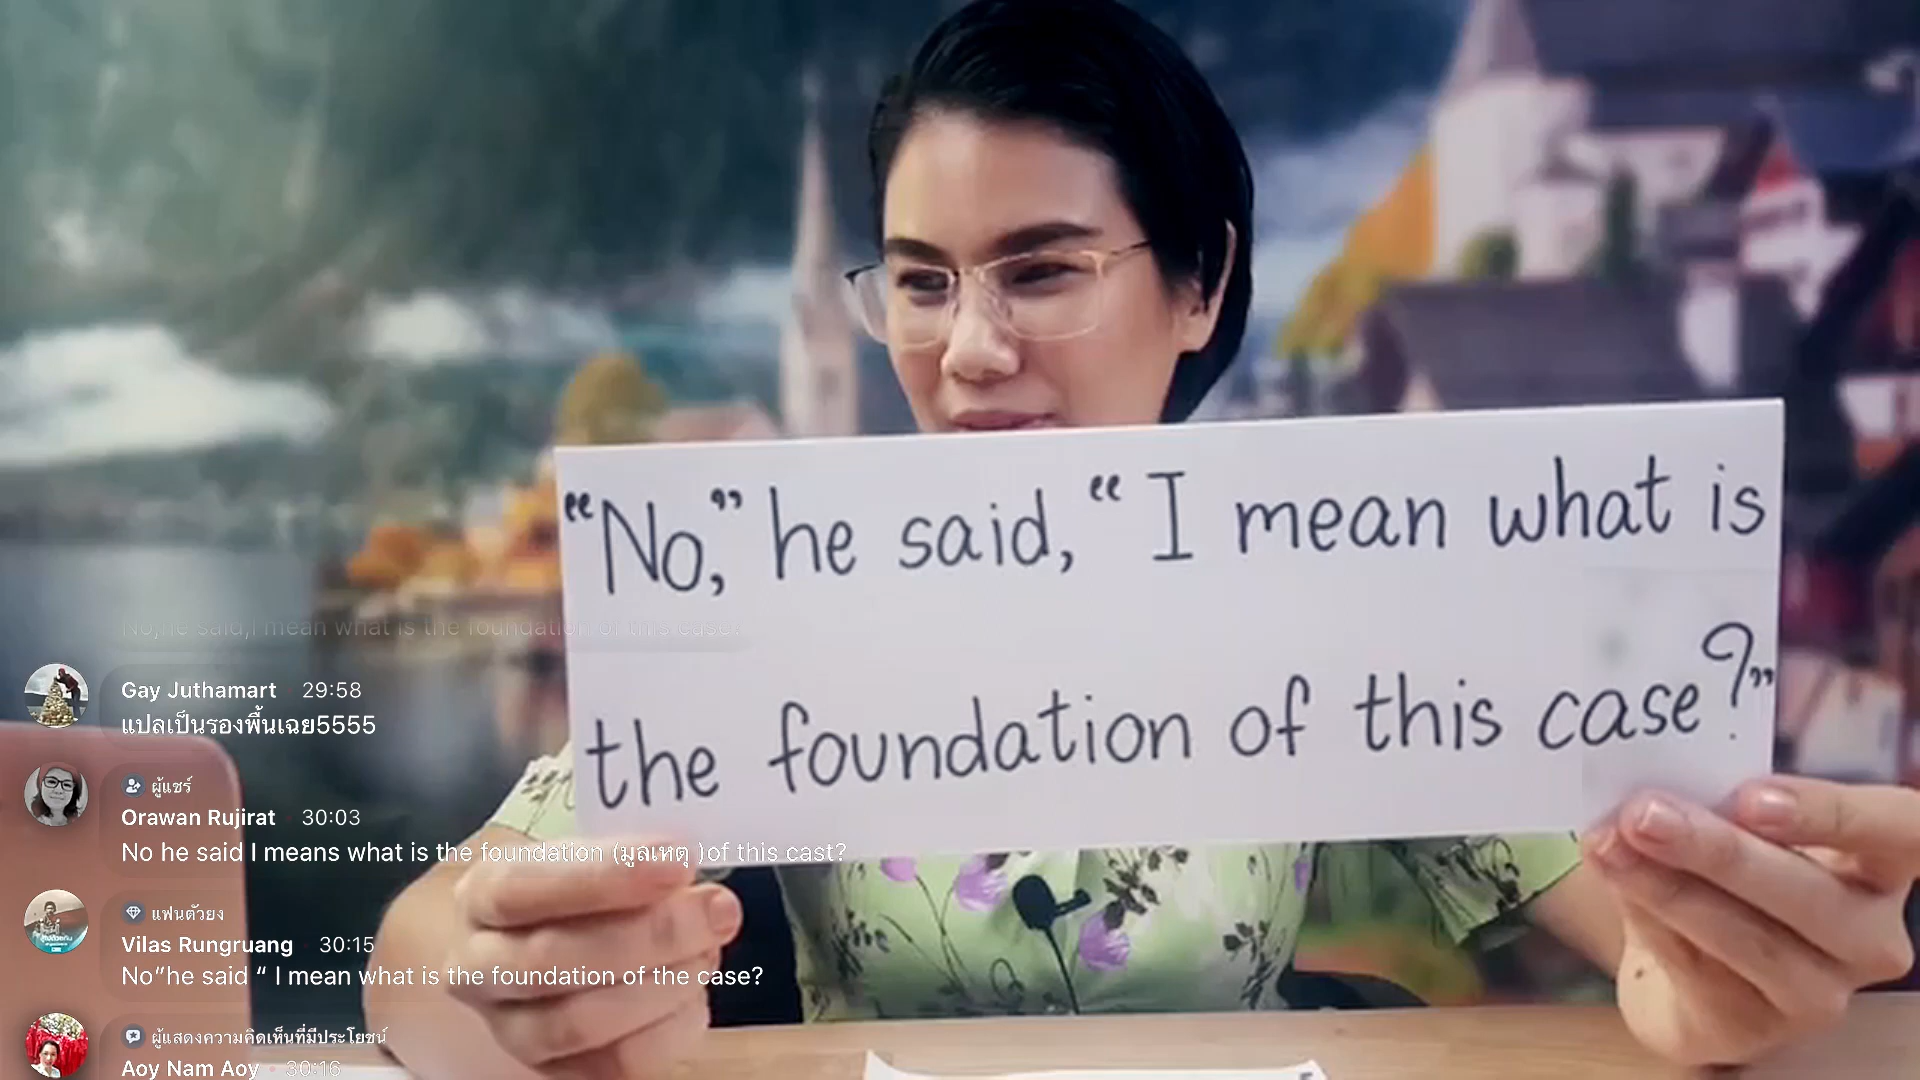 “No,” he said, “I mean what is
the foundation of this case?”
No,he said,I mean what is the foundation of this case?
Gay Juthamart 29:58
แปลเป็นรองพื้นเฉย5555
ผู้แชร์
Orawan Rujirat 30:03
No he said I means what is the foundation (มูลเหตุ )of this cast?
แฟนตัวยง
Vilas Rungruang 30:15
No”he said “ I mean what is the foundation of the case?
ผู้แสดงความคิดเห็นที่มีประโยชน์
Aoy Nam Aoy 30:16